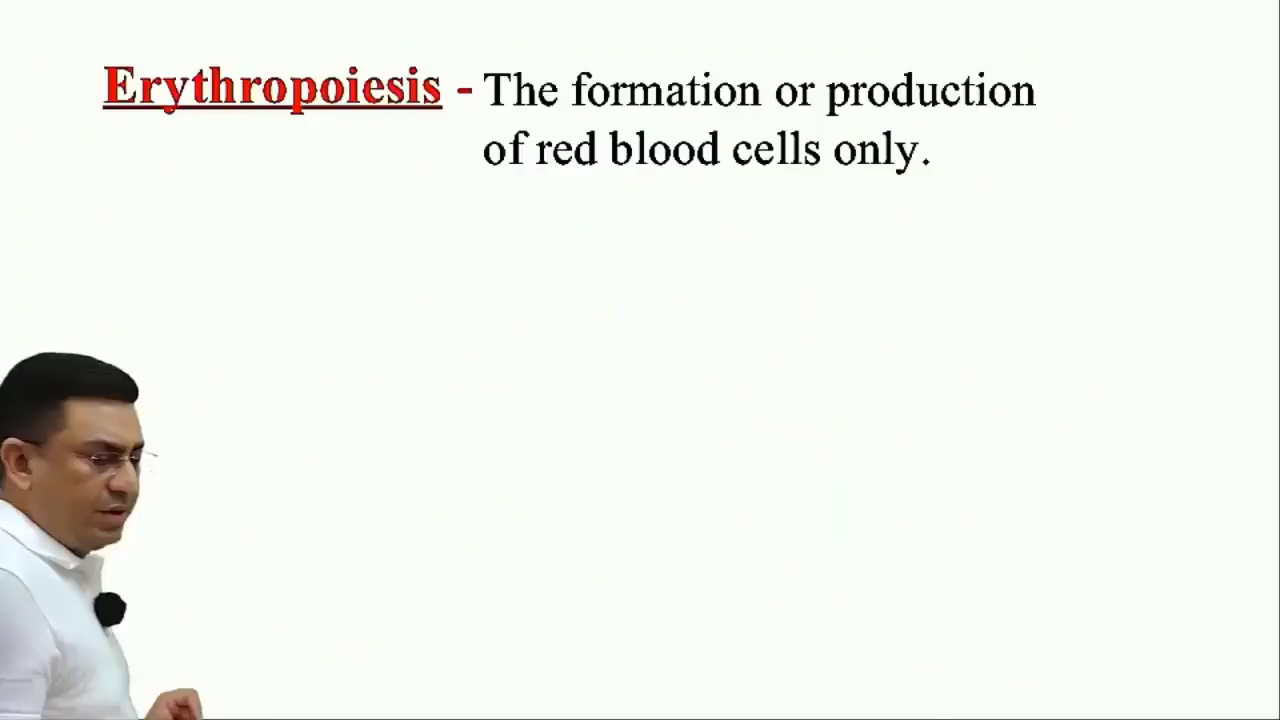 Erythropoiesis - The formation or production
of red blood cells only.